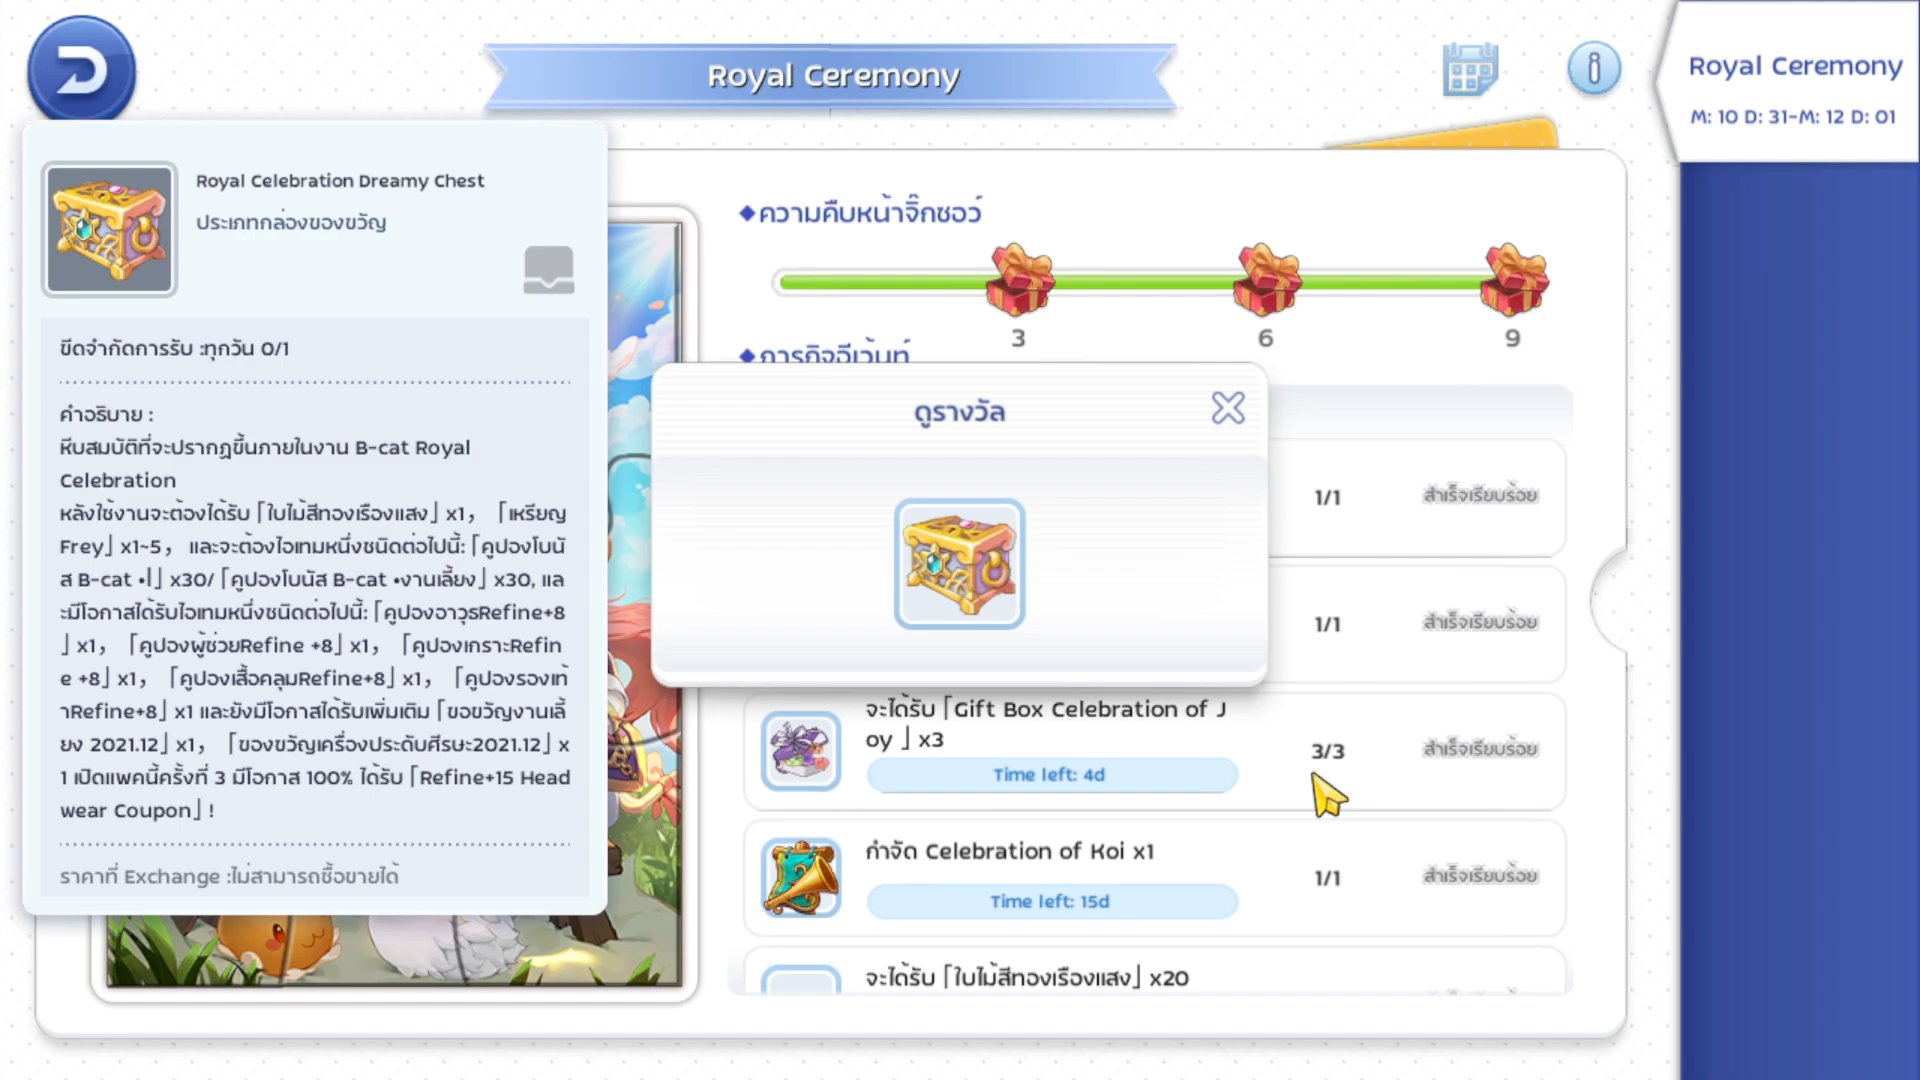 Royal Ceremony
Royal Ceremony
M: 10 D: 31-M: 12 D: 01
Royal Celebration Dreamy Chest
ประเภทกล่องของขวัญ
ขีดจำกัดการรับ :ทุกวัน 0/1
คำอธิบาย :
หีบสมบัติที่จะปรากฏขึ้นภายในงาน B-cat Royal
Celebration
หลังใช้งานจะต้องได้รับ「ใบไม้สีทองเรืองแสง」x1, 「เหรียญ
Frey」x1~5, และจะต้องไอเทมหนึ่งชนิดต่อไปนี้:「คูปองโบนั
ส B-cat •I」x30/「คูปองโบนัส B-cat •งานเลี้ยง」x30, แล
ะมีโอกาสได้รับไอเทมหนึ่งชนิดต่อไปนี้:「คูปองอาวุธRefine+8
」x1, 「คูปองผู้ช่วยRefine +8」x1, 「คูปองเกราะRefin
e +8」x1, 「คูปองเสื้อคลุมRefine+8」x1, 「คูปองรองเท้
าRefine+8」x1 และยังมีโอกาสได้รับเพิ่มเติม「ขอขวัญงานเลี้
ยง 2021.12」x1, 「ของขวัญเครื่องประดับศีรษะ2021.12」x
1 เปิดแพคนี้ครั้งที่ 3 มีโอกาส 100% ได้รับ「Refine+15 Head
wear Coupon」!
ราคาที่ Exchange :ไม่สามารถซื้อขายได้
ความคืบหน้าจิ๊กซอว์
3
6
9
ภารกิจอีเว้นท์
ดูรางวัล
1/1
สำเร็จเรียบร้อย
1/1
สำเร็จเรียบร้อย
จะได้รับ「Gift Box Celebration of J
oy 」x3
Time left: 4d
3/3
สำเร็จเรียบร้อย
กำจัด Celebration of Koi x1
Time left: 15d
1/1
สำเร็จเรียบร้อย
จะได้รับ「ใบไม้สีทองเรืองแสง」x20